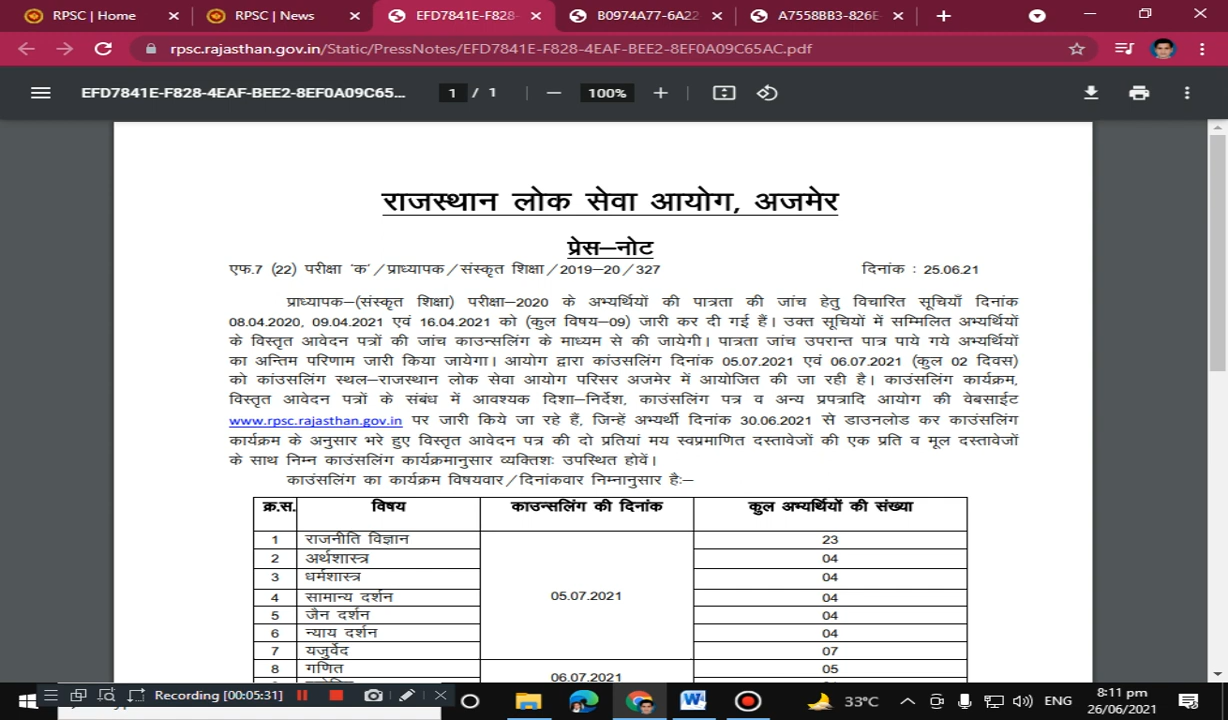 RPSC | Home
RPSC | News
EFD7841E-F828-
B0974A77-6A22
A7558BB3-826E
rpsc.rajasthan.gov.in/Static/PressNotes/EFD7841E-F828-4EAF-BEE2-8EF0A09C65AC.pdf
EFD7841E-F828-4EAF-BEE2-8EF0A09C65... 1 / 1 100%
राजस्थान लोक सेवा आयोग, अजमेर
प्रेस–नोट
एफ.7 (22) परीक्षा 'क'/प्राध्यापक/संस्कृत शिक्षा/2019–20/327 दिनांक : 25.06.21
प्राध्यापक–(संस्कृत शिक्षा) परीक्षा–2020 के अभ्यर्थियों की पात्रता की जांच हेतु विचारित सूचियाँ दिनांक
08.04.2020, 09.04.2021 एवं 16.04.2021 को (कुल विषय–09) जारी कर दी गई हैं। उक्त सूचियों में सम्मिलित अभ्यर्थियों
के विस्तृत आवेदन पत्रों की जांच काउन्सलिंग के माध्यम से की जायेगी। पात्रता जांच उपरान्त पात्र पाये गये अभ्यर्थियों
का अन्तिम परिणाम जारी किया जायेगा। आयोग द्वारा कांउसलिंग दिनांक 05.07.2021 एवं 06.07.2021 (कुल 02 दिवस)
को कांउसलिंग स्थल–राजस्थान लोक सेवा आयोग परिसर अजमेर में आयोजित की जा रही है। काउंसलिंग कार्यक्रम,
विस्तृत आवेदन पत्रों के संबंध में आवश्यक दिशा–निर्देश, काउंसलिंग पत्र व अन्य प्रपत्रादि आयोग की वेबसाईट
www.rpsc.rajasthan.gov.in पर जारी किये जा रहे हैं, जिन्हें अभ्यर्थी दिनांक 30.06.2021 से डाउनलोड कर काउंसलिंग
कार्यक्रम के अनुसार भरे हुए विस्तृत आवेदन पत्र की दो प्रतियां मय स्वप्रमाणित दस्तावेजों की एक प्रति व मूल दस्तावेजों
के साथ निम्न काउंसलिंग कार्यक्रमानुसार व्यक्तिशः उपस्थित होवें।
काउंसलिंग का कार्यक्रम विषयवार/दिनांकवार निम्नानुसार है:–
क्र.स. विषय काउन्सलिंग की दिनांक कुल अभ्यर्थियों की संख्या
1 राजनीति विज्ञान 23
2 अर्थशास्त्र 04
3 धर्मशास्त्र 04
4 सामान्य दर्शन 05.07.2021 04
5 जैन दर्शन 04
6 न्याय दर्शन 04
7 यजुर्वेद 07
8 गणित 05
06.07.2021
Recording [00:05:31]
33°C ENG 8:11 pm
26/06/2021